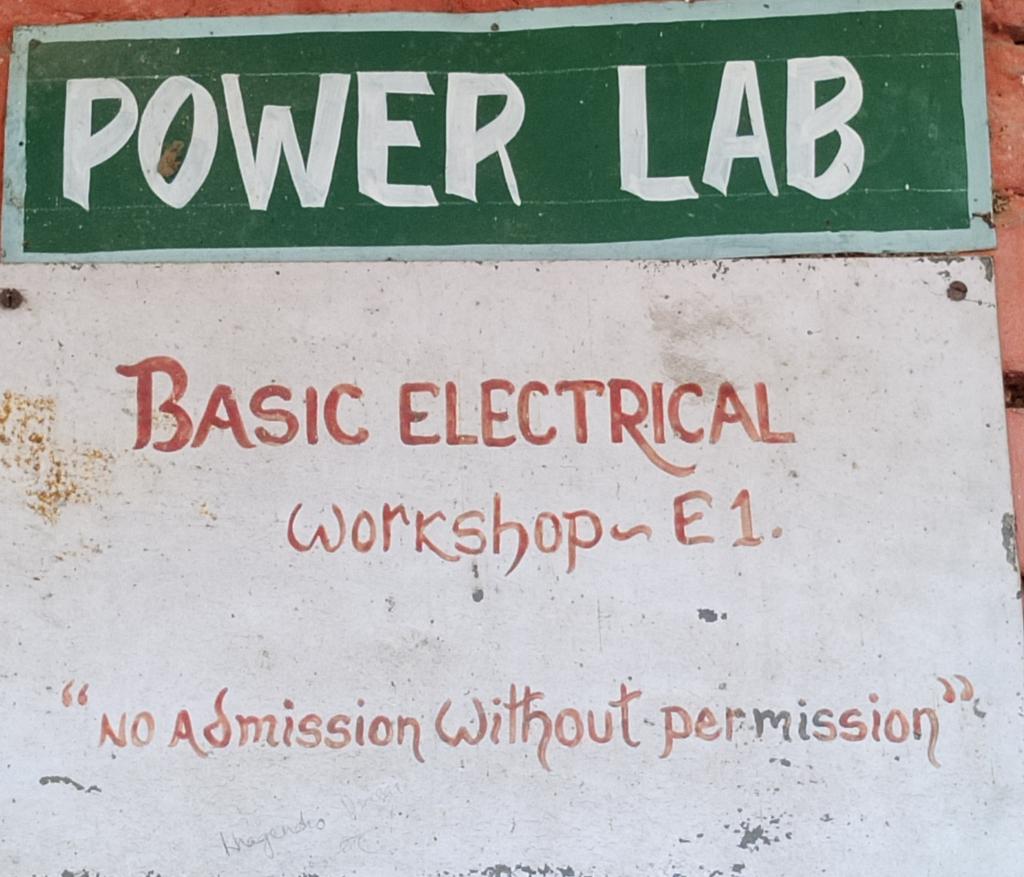 POWER LAB
BASIC ELECTRICAL
workshop~ E1.
"NO Admission Without permission"